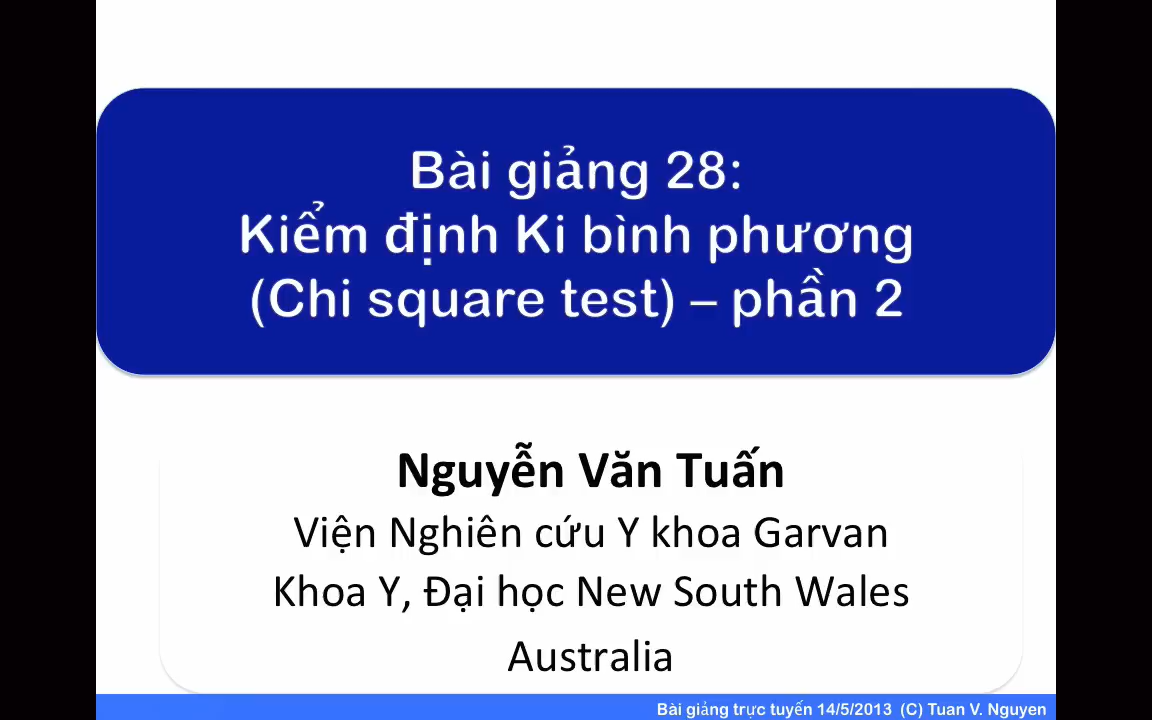 Bài giảng 28:
Kiểm định Ki bình phương
(Chi square test) – phần 2
Nguyễn Văn Tuấn
Viện Nghiên cứu Y khoa Garvan
Khoa Y, Đại học New South Wales
Australia
Bài giảng trực tuyến 14/5/2013 (C) Tuan V. Nguyen